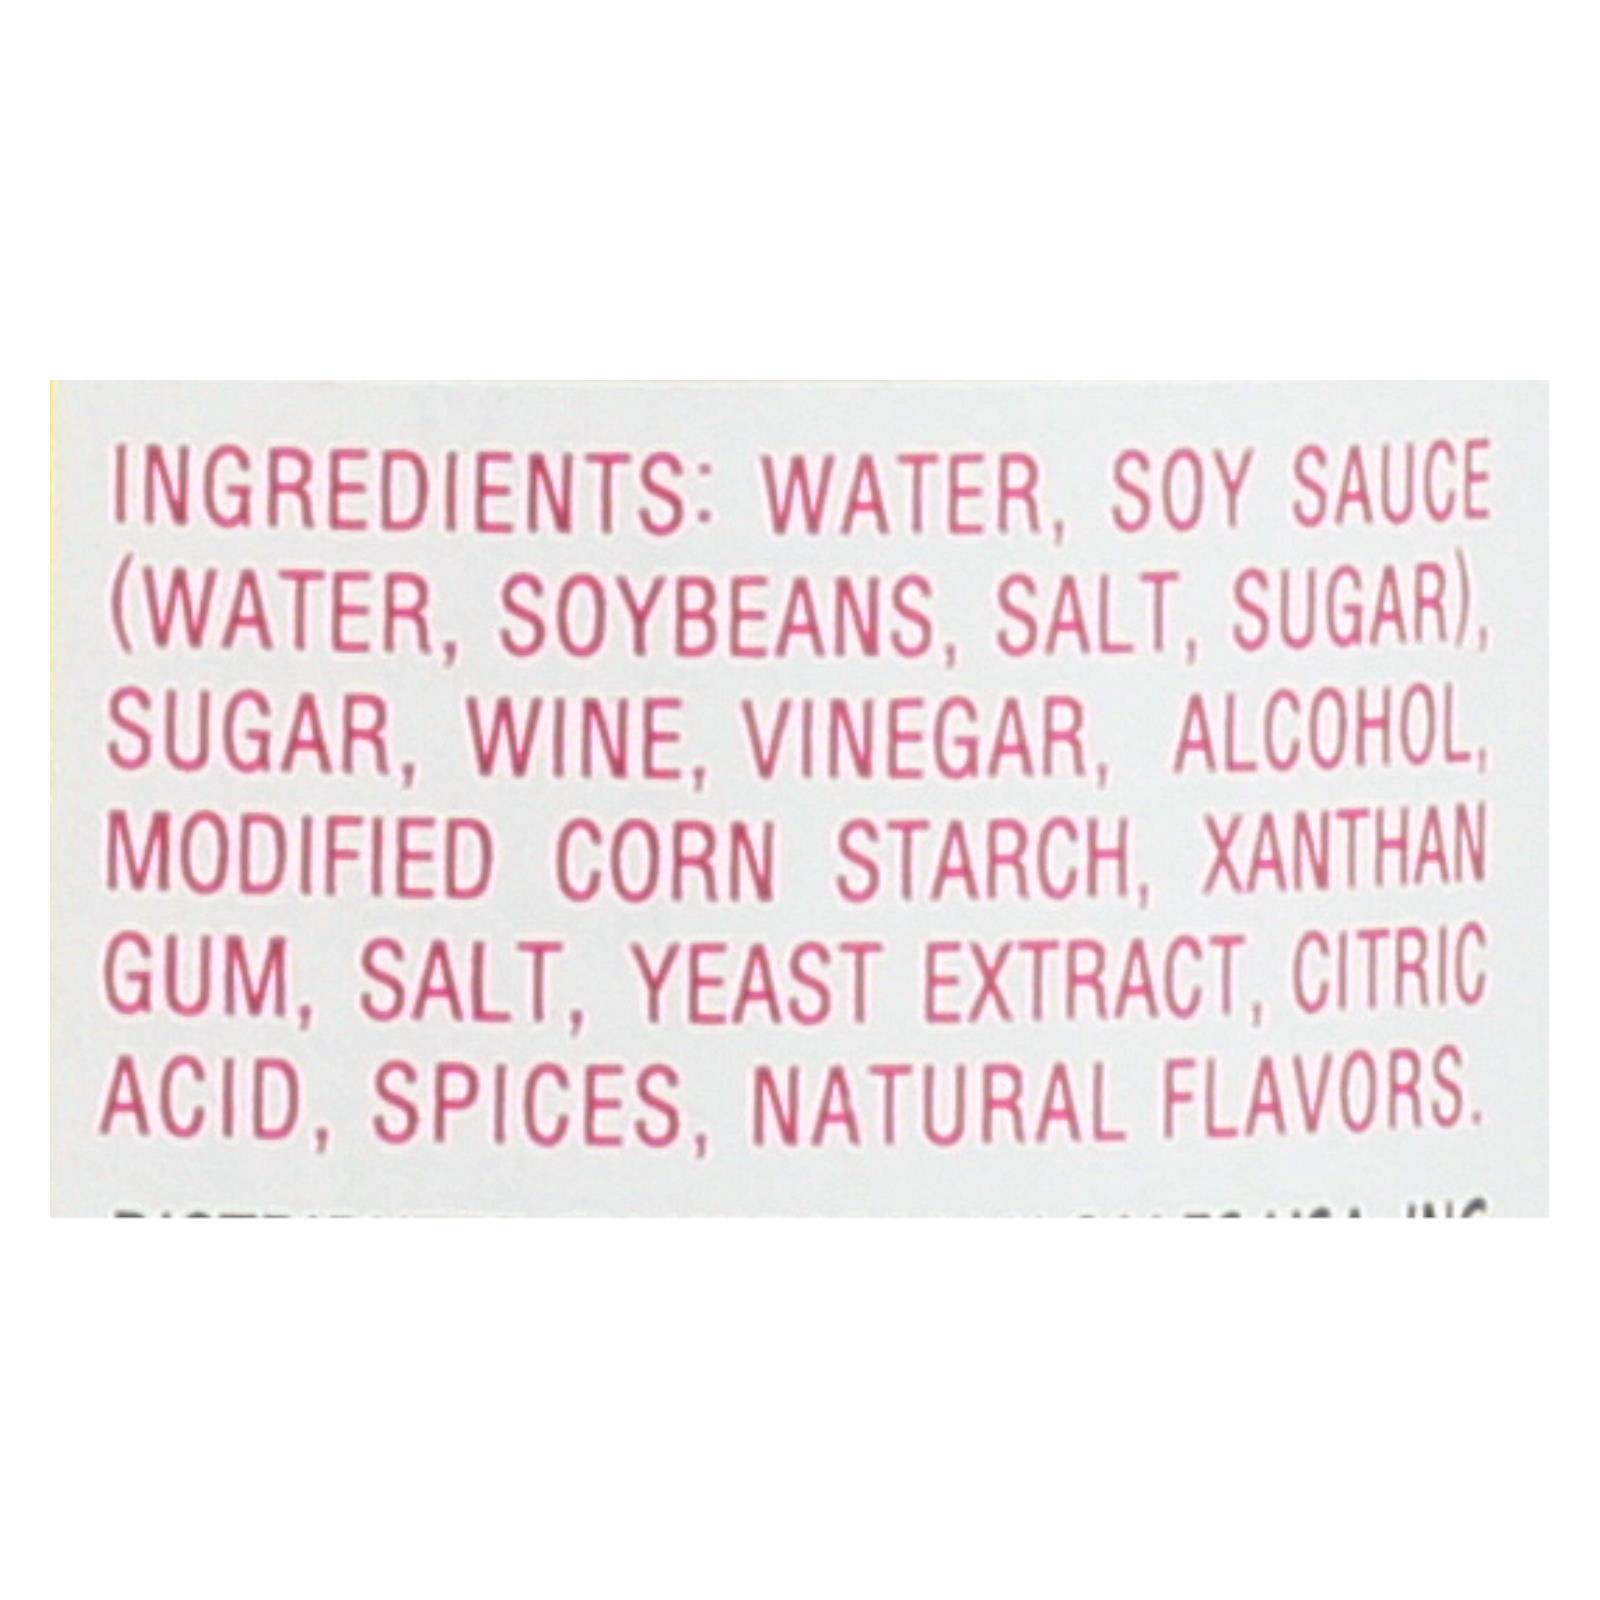 INGREDIENTS: WATER, SOY SAUCE
(WATER, SOYBEANS, SALT, SUGAR),
SUGAR, WINE, VINEGAR, ALCOHOL,
MODIFIED CORN STARCH, XANTHAN
GUM, SALT, YEAST EXTRACT, CITRIC
ACID, SPICES, NATURAL FLAVORS.